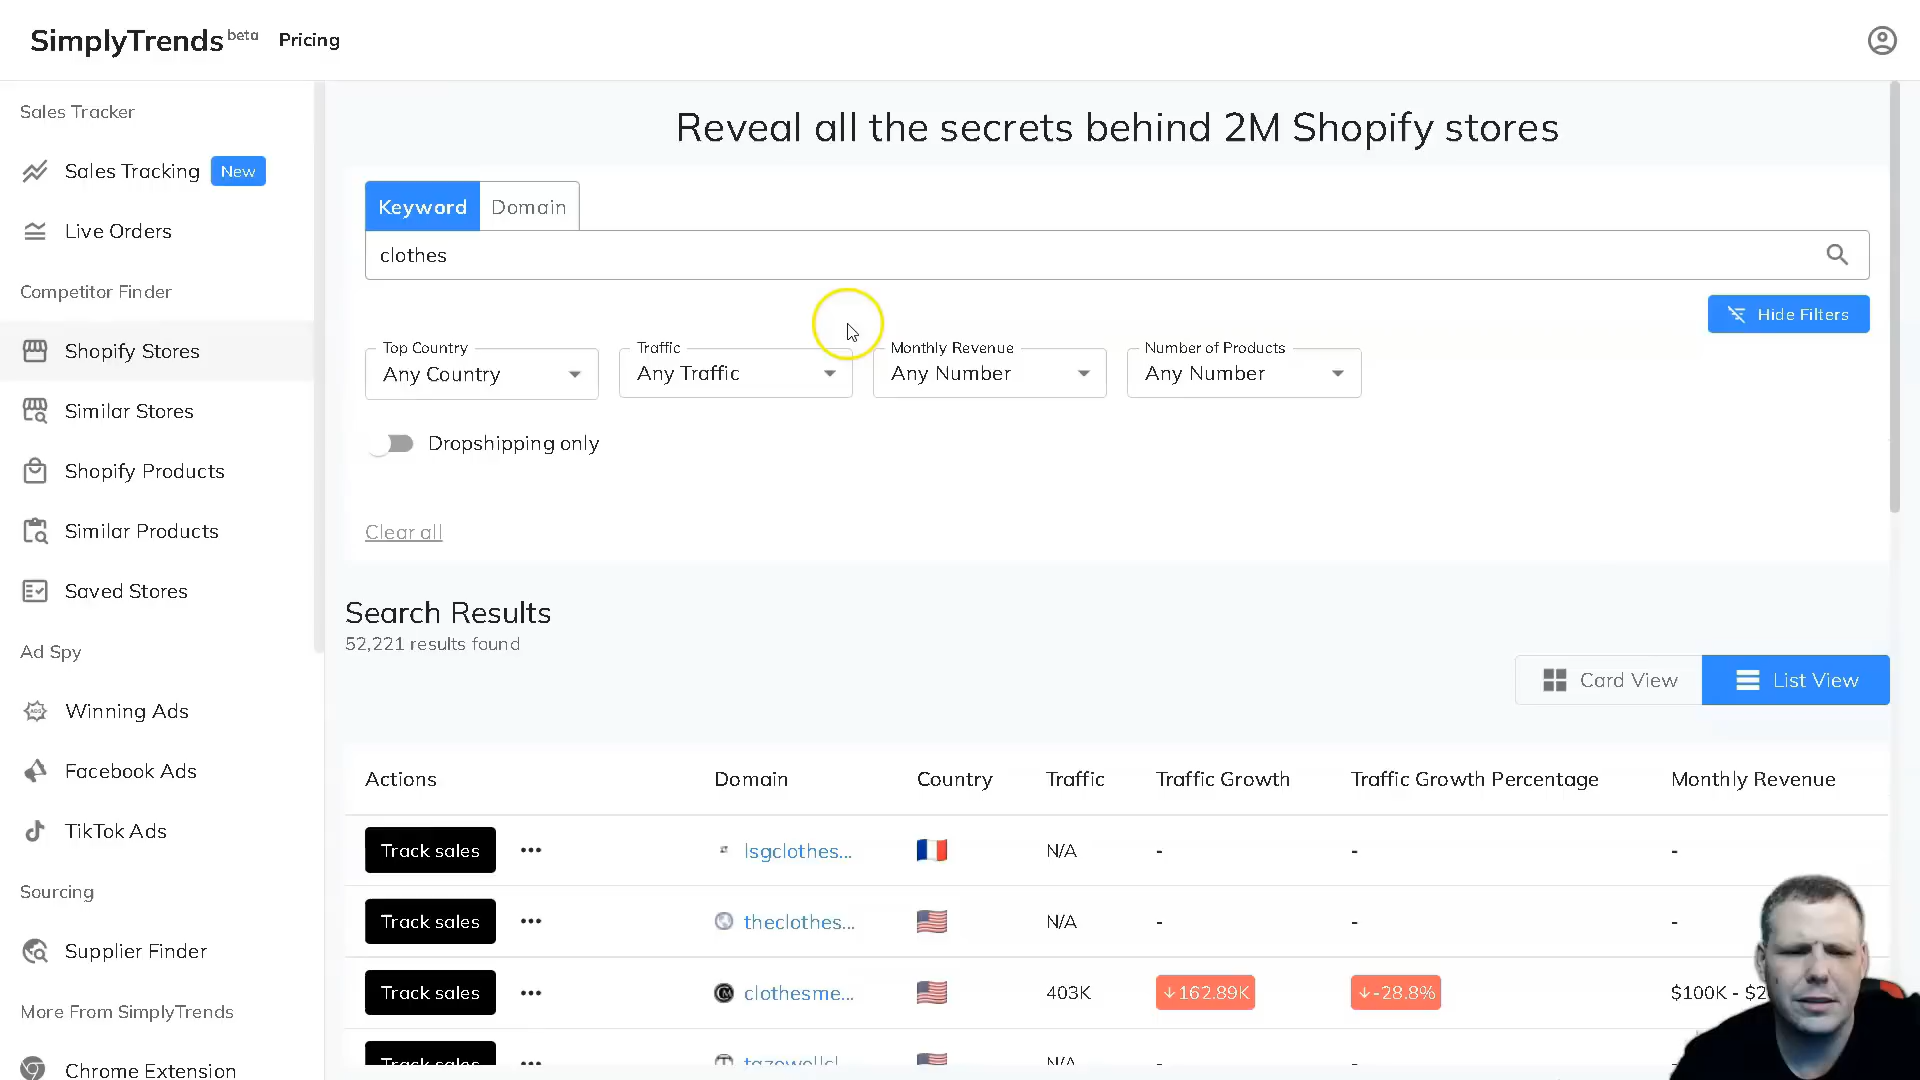 SimplyTrends beta Pricing
Sales Tracker
Sales Tracking New
Live Orders
Competitor Finder
Shopify Stores
Similar Stores
Shopify Products
Similar Products
Saved Stores
Ad Spy
Winning Ads
Facebook Ads
TikTok Ads
Sourcing
Supplier Finder
More From SimplyTrends
Chrome Extension
Reveal all the secrets behind 2M Shopify stores
Keyword Domain
clothes
Hide Filters
Top Country Traffic Monthly Revenue Number of Products
Any Country Any Traffic Any Number Any Number
Dropshipping only
Clear all
Search Results
52,221 results found
Card View List View
Actions Domain Country Traffic Traffic Growth Traffic Growth Percentage Monthly Revenue
Track sales ••• lsgclothes... N/A - - -
Track sales ••• theclothes... N/A - - -
Track sales ••• clothesme... 403K ↓162.89K ↓-28.8% $100K - $2
Track sales ••• N/A - - -